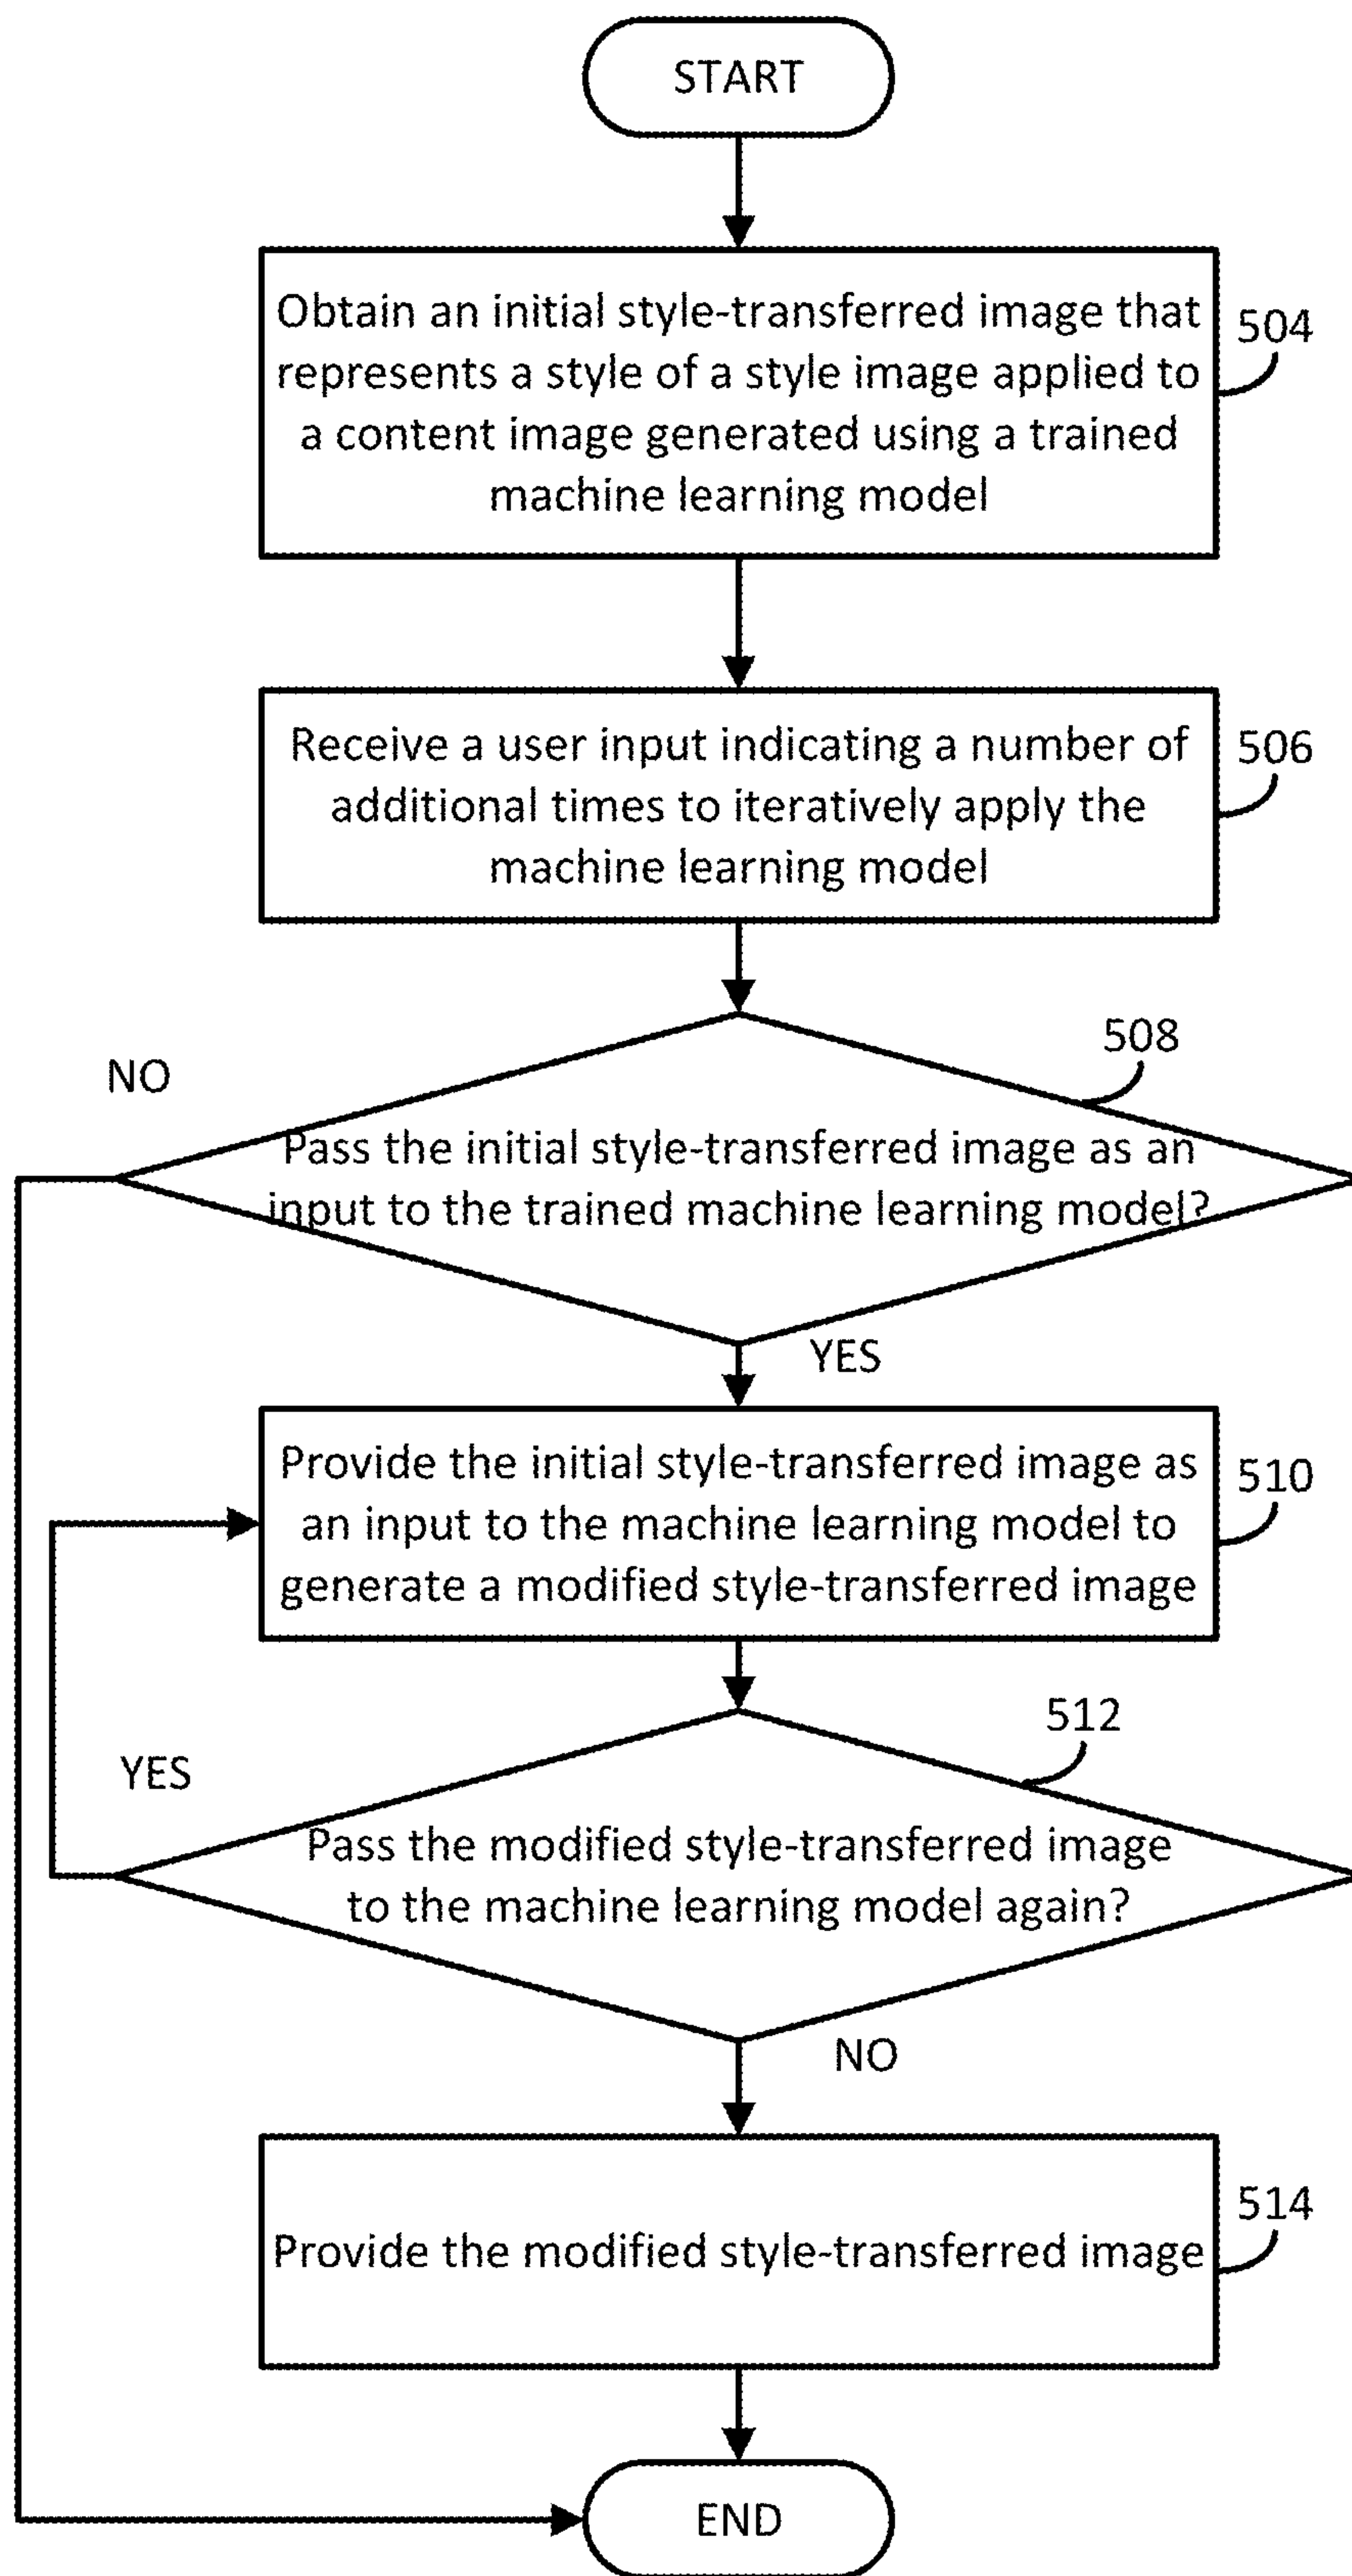 START
Obtain an initial style-transferred image that
represents a style of a style image applied to
a content image generated using a trained
machine learning model
504
Receive a user input indicating a number of
additional times to iteratively apply the
machine learning model
506
508
NO
Pass the initial style-transferred image as an
input to the trained machine learning model?
YES
Provide the initial style-transferred image as
an input to the machine learning model to
generate a modified style-transferred image
510
512
YES
Pass the modified style-transferred image
to the machine learning model again?
NO
Provide the modified style-transferred image
514
END